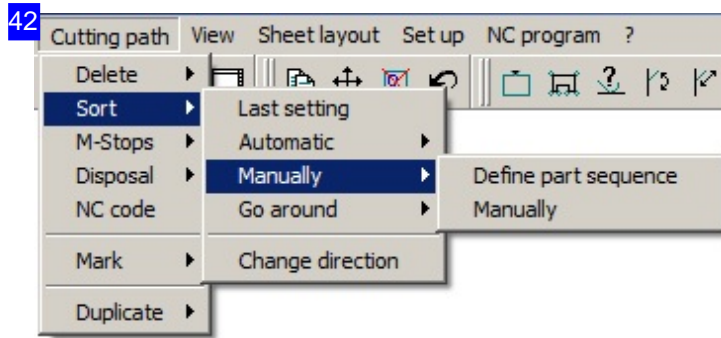 42
Cutting path View Sheet layout Set up NC program ?
Delete
Sort
M-Stops
Disposal
NC code
Mark
Duplicate
Last setting
Automatic
Manually
Go around
Change direction
Define part sequence
Manually